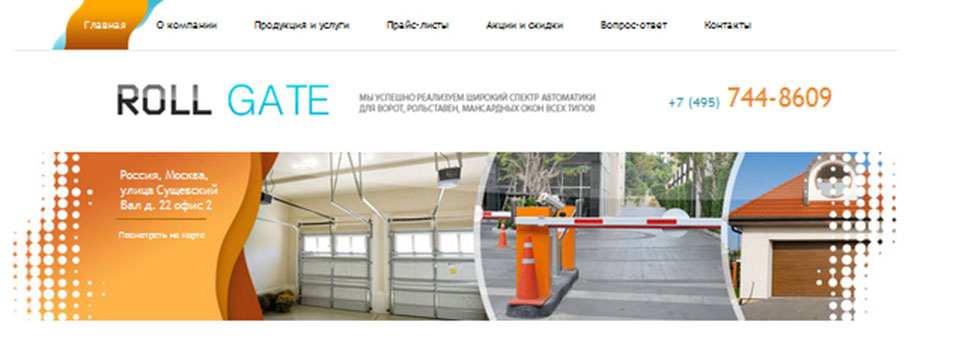 Главная
О компании
Продукция и услуги
Прайс-листы
Акции и скидки
Вопрос-ответ
Контакты
ROLL GATE
МЫ УСПЕШНО РЕАЛИЗУЕМ ШИРОКИЙ СПЕКТР АВТОМАТИКИ
ДЛЯ ВОРОТ, РОЛЬСТАВЕН, МАНСАРДНЫХ ОКОН ВСЕХ ТИПОВ
+7 (495) 744-8609
Россия, Москва,
улица Сущевский
Вал д. 22 офис 2
Посмотреть на карте